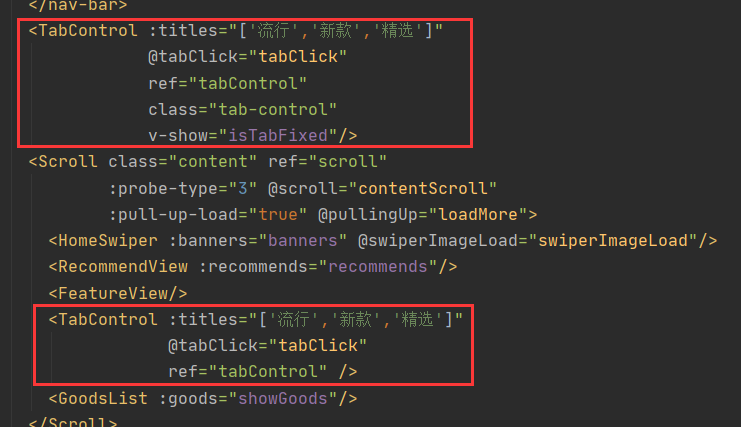 </nav-bar>
<TabControl :titles="['流行','新款','精选']"
@tabClick="tabClick"
ref="tabControl"
class="tab-control"
v-show="isTabFixed"/>
<Scroll class="content" ref="scroll"
:probe-type="3" @scroll="contentScroll"
:pull-up-load="true" @pullingUp="loadMore">
<HomeSwiper :banners="banners" @swiperImageLoad="swiperImageLoad"/>
<RecommendView :recommends="recommends"/>
<FeatureView/>
<TabControl :titles="['流行','新款','精选']"
@tabClick="tabClick"
ref="tabControl" />
<GoodsList :goods="showGoods"/>
</Scroll>